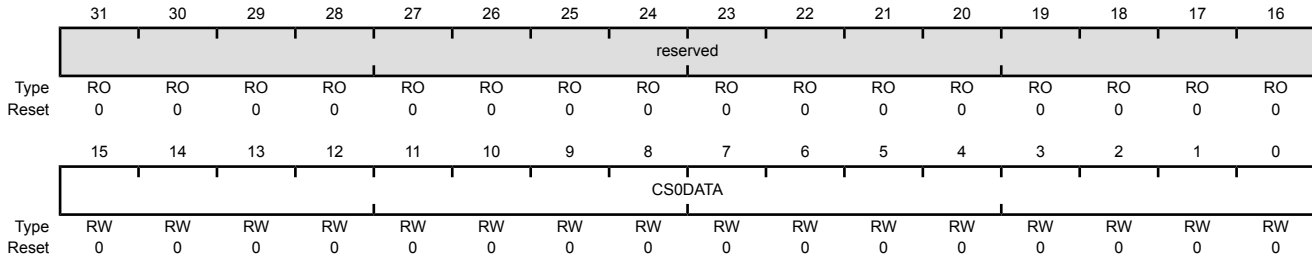 31 30 29 28 27 26 25 24 23 22 21 20 19 18 17 16
reserved
Type RO RO RO RO RO RO RO RO RO RO RO RO RO RO RO RO
Reset 0 0 0 0 0 0 0 0 0 0 0 0 0 0 0 0
15 14 13 12 11 10 9 8 7 6 5 4 3 2 1 0
CS0DATA
Type RW RW RW RW RW RW RW RW RW RW RW RW RW RW RW RW
Reset 0 0 0 0 0 0 0 0 0 0 0 0 0 0 0 0